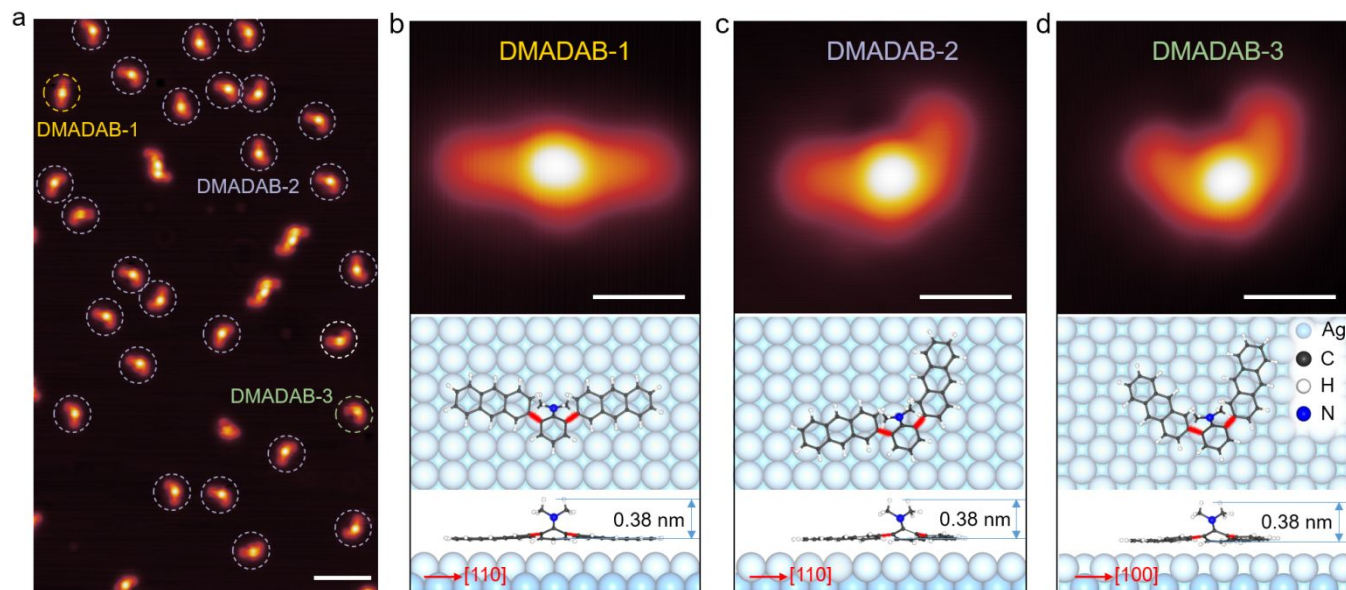 a
DMADAB-1
DMADAB-2
DMADAB-3
b
DMADAB-1
0.38 nm
[110]
c
DMADAB-2
0.38 nm
[110]
d
DMADAB-3
Ag
C
H
N
0.38 nm
[100]